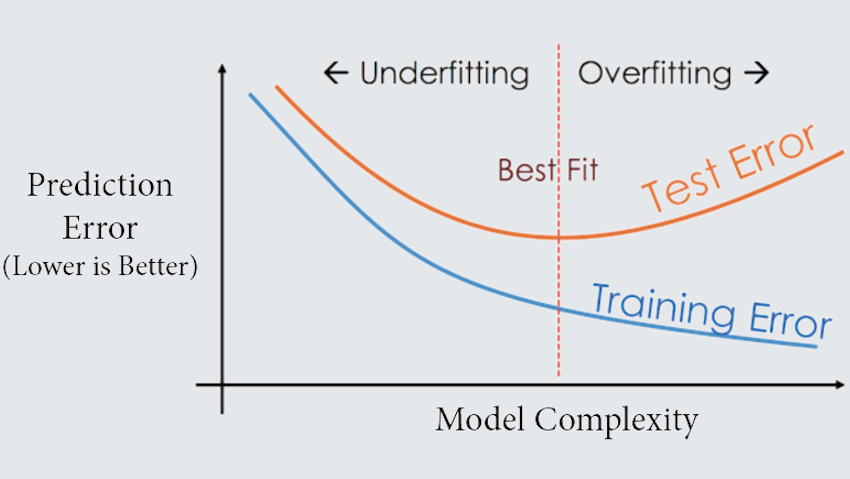 ← Underfitting
Overfitting →
Best Fit
Test Error
Prediction
Error
(Lower is Better)
Training Error
Model Complexity